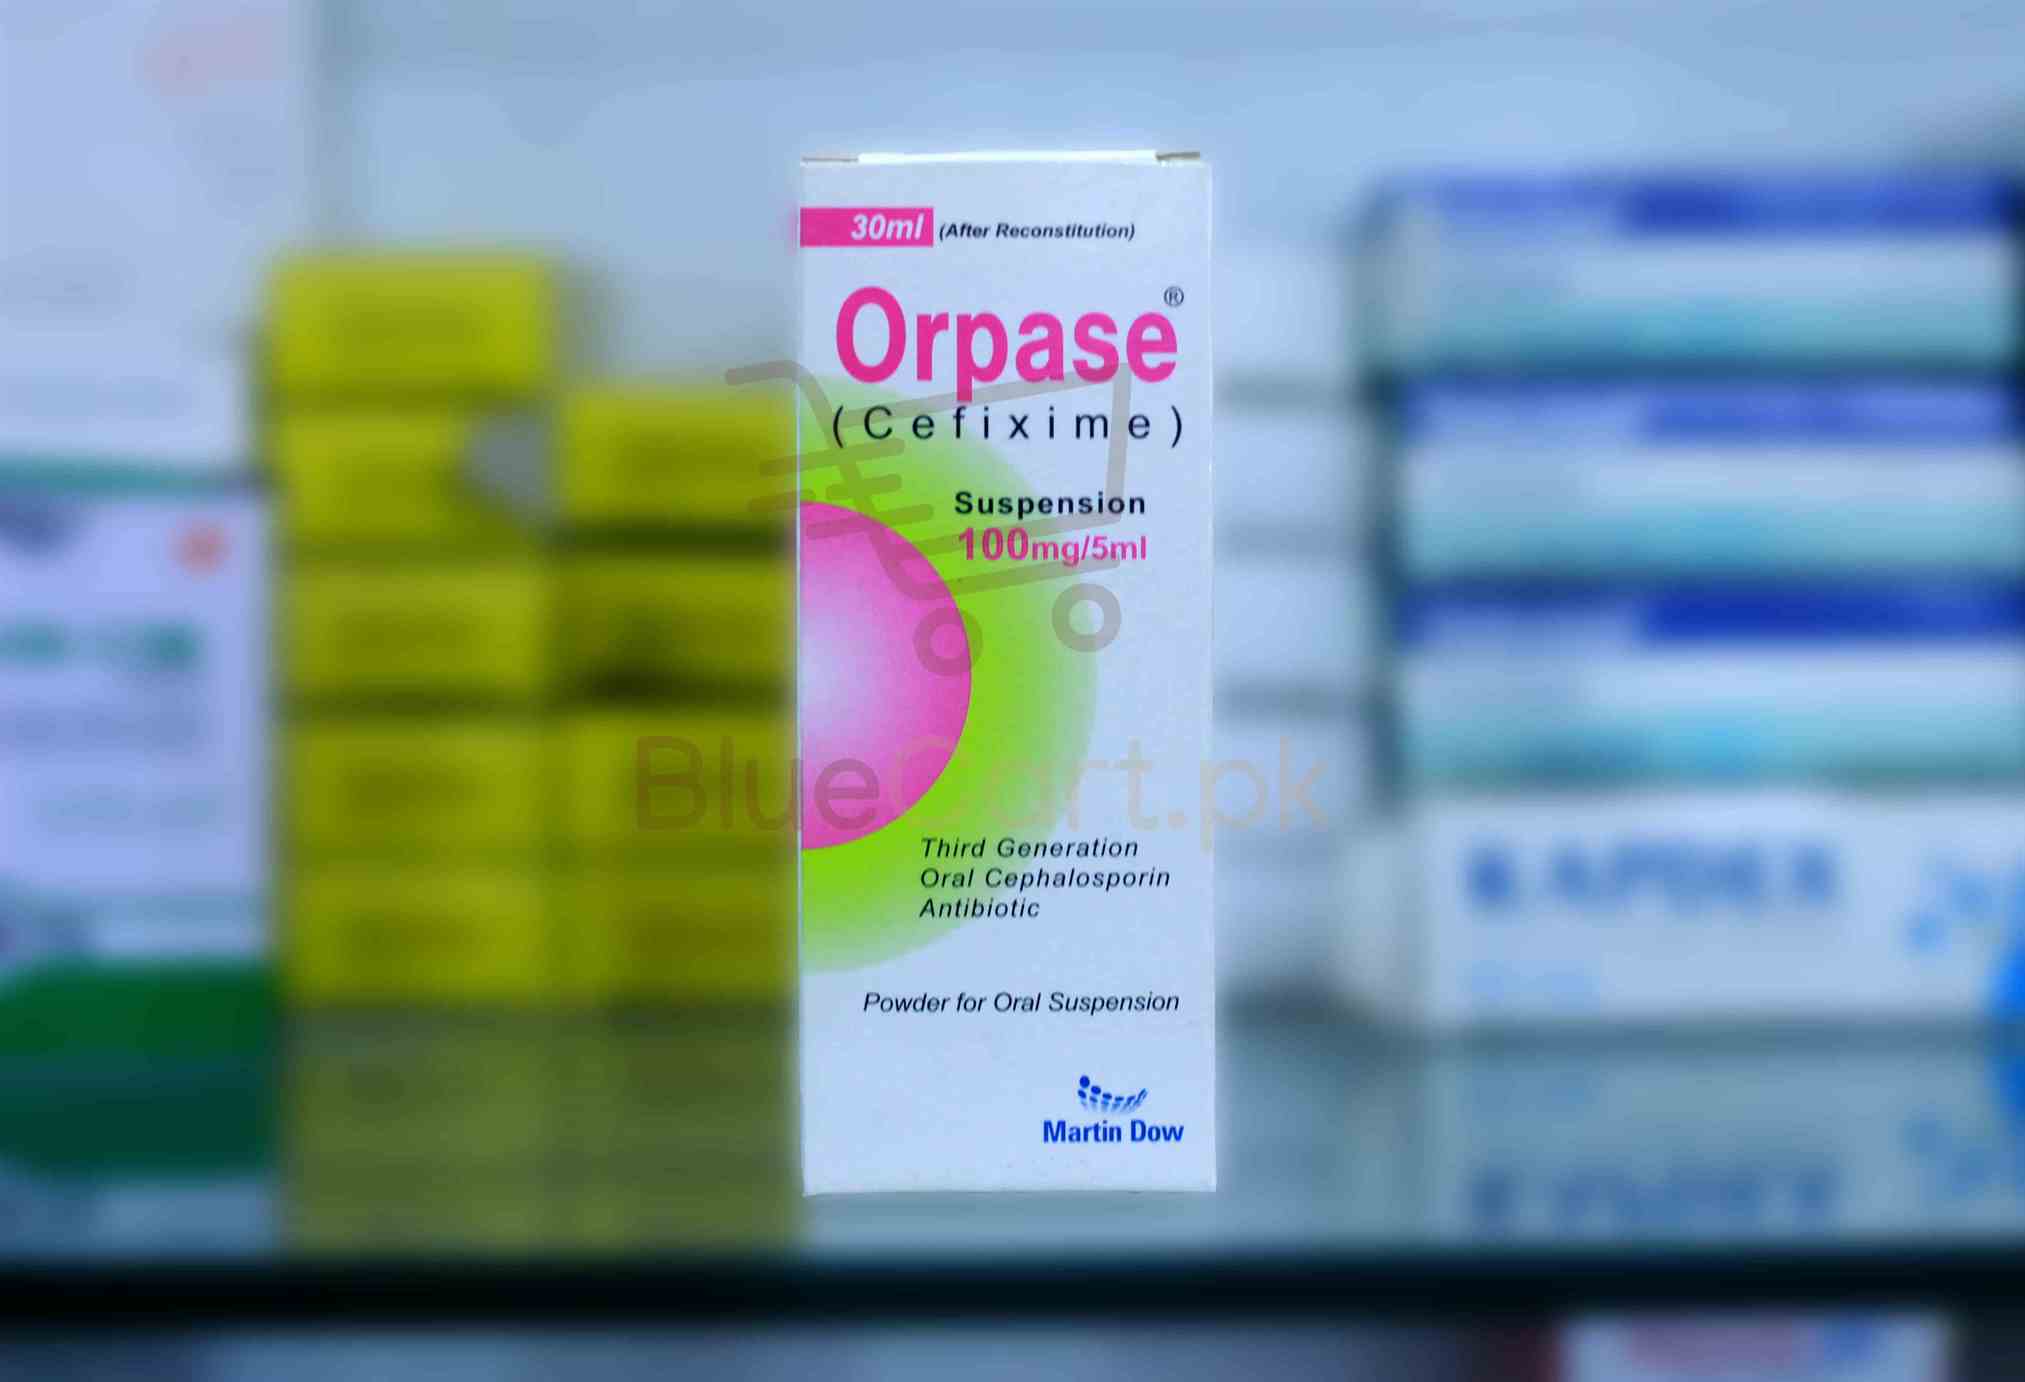 30ml (After Reconstitution)
Orpase®
(Cefixime)
Suspension
100mg/5ml
BlueCart.pk
Third Generation
Oral Cephalosporin
Antibiotic
Powder for Oral Suspension
Martin Dow